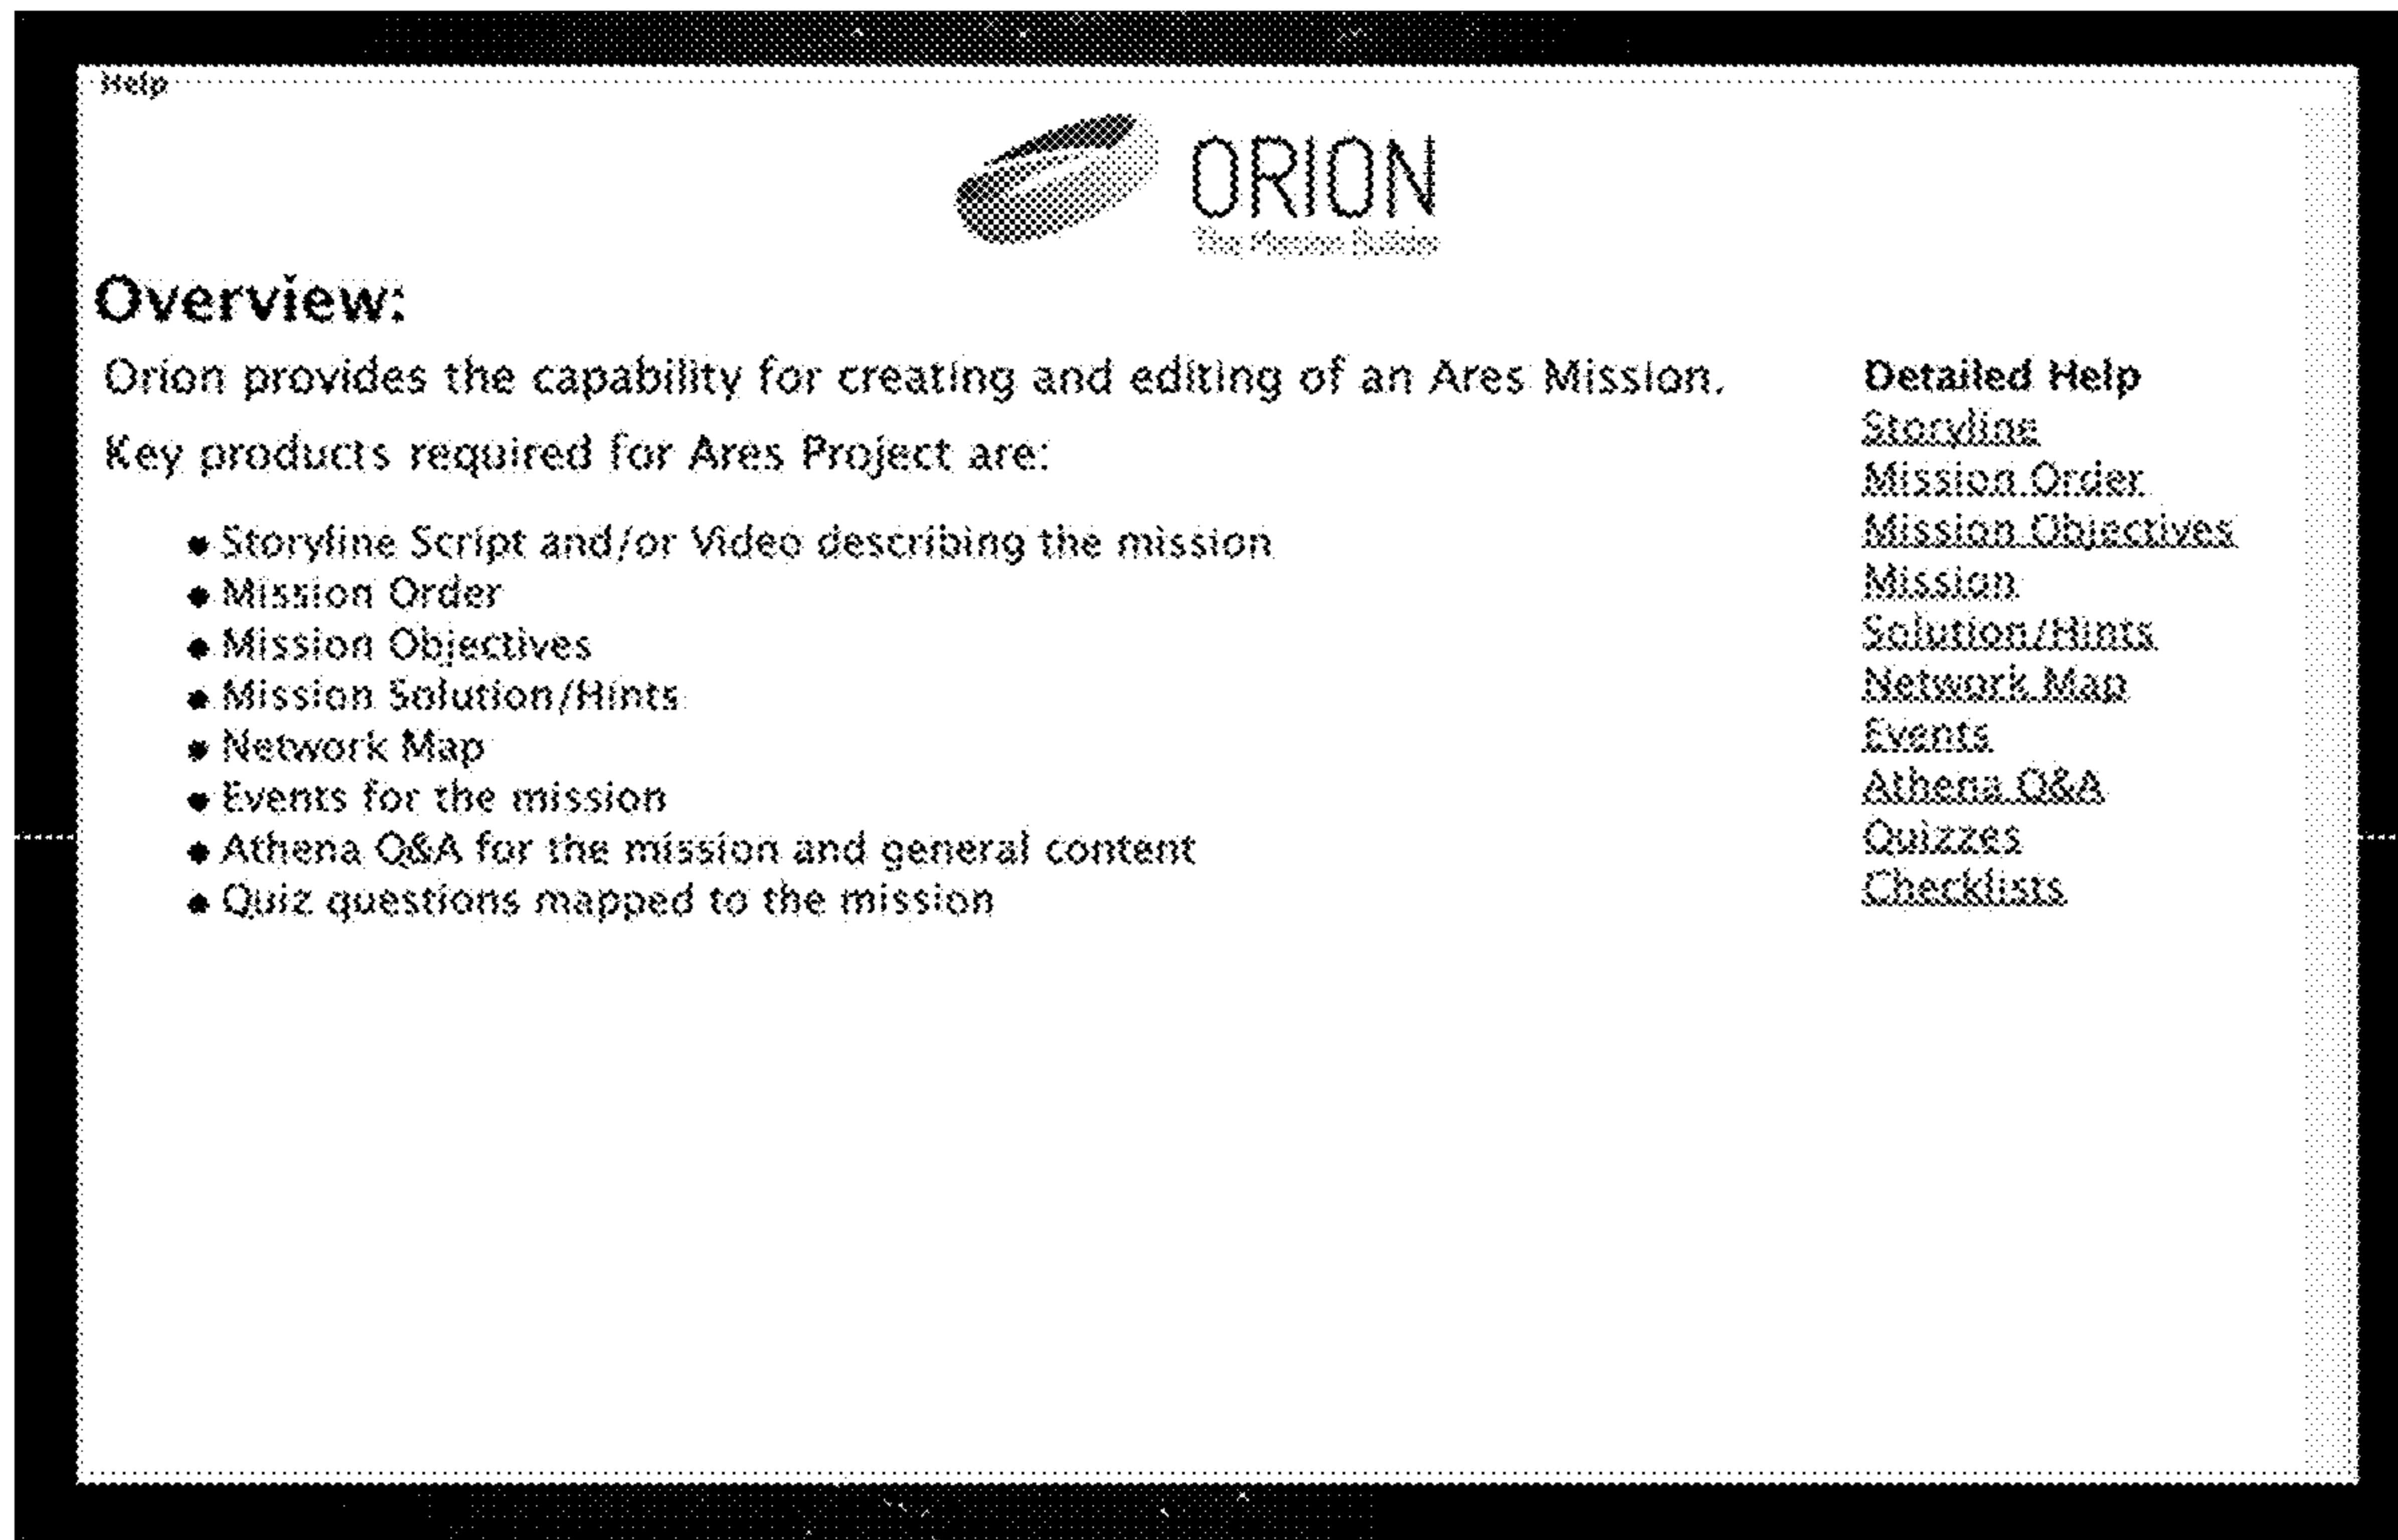 Help
ORION
The Mission Builder
Overview:
Orion provides the capability for creating and editing of an Ares Mission.
Key products required for Ares Project are:
• Storyline Script and/or Video describing the mission
• Mission Order
• Mission Objectives
• Mission Solution/Hints
• Network Map
• Events for the mission
• Athena Q&A for the mission and general content
• Quiz questions mapped to the mission
Detailed Help
Storyline
Mission Order
Mission Objectives
Mission
Solution/Hints
Network Map
Events
Athena Q&A
Quizzes
Checklists